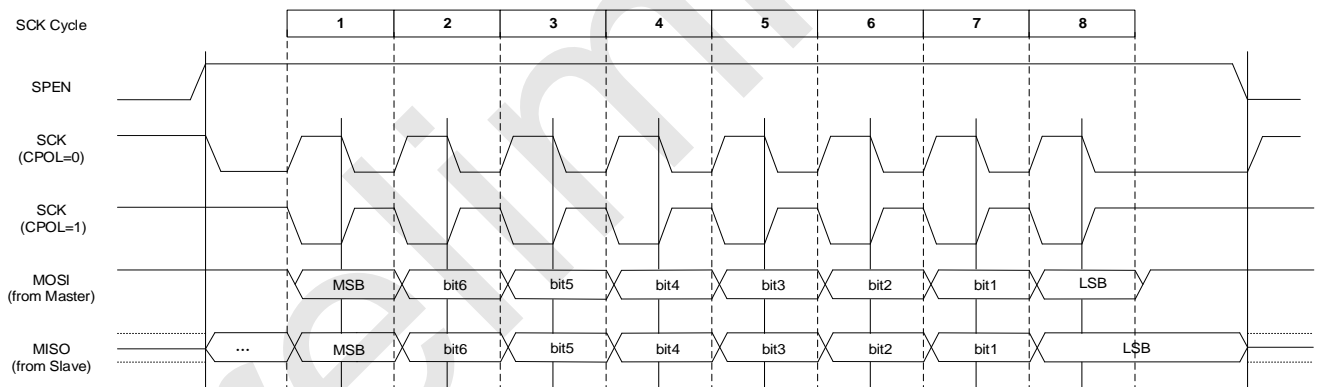 SCK Cycle 1 2 3 4 5 6 7 8
SPEN
SCK
(CPOL=0)
SCK
(CPOL=1)
MOSI
(from Master)
MSB bit6 bit5 bit4 bit3 bit2 bit1 LSB
MISO
(from Slave)
... MSB bit6 bit5 bit4 bit3 bit2 bit1 LSB